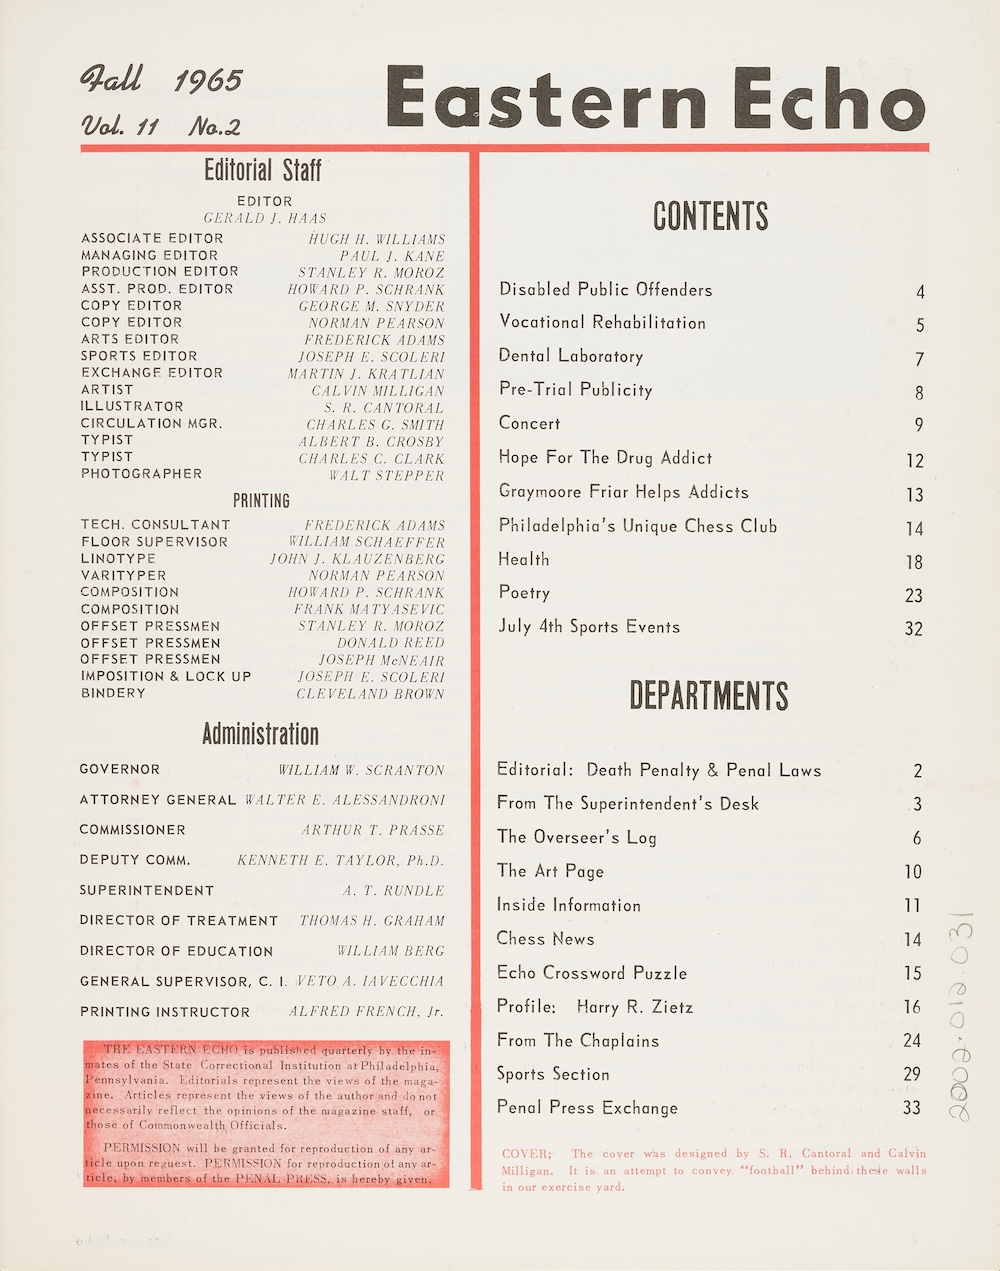 Fall 1965
Vol. 11 No.2
Eastern Echo
Editorial Staff
EDITOR
GERALD J. HAAS
ASSOCIATE EDITOR HUGH H. WILLIAMS
MANAGING EDITOR PAUL J. KANE
PRODUCTION EDITOR STANLEY R. MOROZ
ASST. PROD. EDITOR HOWARD P. SCHRANK
COPY EDITOR GEORGE M. SNYDER
COPY EDITOR NORMAN PEARSON
ARTS EDITOR FREDERICK ADAMS
SPORTS EDITOR JOSEPH E. SCOLERI
EXCHANGE EDITOR MARTIN J. KRATLIAN
ARTIST CALVIN MILLIGAN
ILLUSTRATOR S. R. CANTORAL
CIRCULATION MGR. CHARLES G. SMITH
TYPIST ALBERT B. CROSBY
TYPIST CHARLES C. CLARK
PHOTOGRAPHER WALT STEPPER
PRINTING
TECH. CONSULTANT FREDERICK ADAMS
FLOOR SUPERVISOR WILLIAM SCHAEFFER
LINOTYPE JOHN J. KLAUZENBERG
VARITYPER NORMAN PEARSON
COMPOSITION HOWARD P. SCHRANK
COMPOSITION FRANK MATYASEVIC
OFFSET PRESSMEN STANLEY R. MOROZ
OFFSET PRESSMEN DONALD REED
OFFSET PRESSMEN JOSEPH McNEAIR
IMPOSITION & LOCK UP JOSEPH E. SCOLERI
BINDERY CLEVELAND BROWN
Administration
GOVERNOR WILLIAM W. SCRANTON
ATTORNEY GENERAL WALTER E. ALESSANDRONI
COMMISSIONER ARTHUR T. PRASSE
DEPUTY COMM. KENNETH E. TAYLOR, Ph.D.
SUPERINTENDENT A. T. RUNDLE
DIRECTOR OF TREATMENT THOMAS H. GRAHAM
DIRECTOR OF EDUCATION WILLIAM BERG
GENERAL SUPERVISOR, C. I. VETO A. IAVECCHIA
PRINTING INSTRUCTOR ALFRED FRENCH, Jr.
THE EASTERN ECHO is published quarterly by the in-
mates of the State Correctional Institution at Philadelphia,
Pennsylvania. Editorials represent the views of the maga-
zine. Articles represent the views of the author and do not
necessarily reflect the opinions of the magazine staff, or
those of Commonwealth Officials.
PERMISSION will be granted for reproduction of any ar-
ticle upon request. PERMISSION for reproduction of any ar-
ticle, by members of the PENAL PRESS, is hereby given.
CONTENTS
Disabled Public Offenders 4
Vocational Rehabilitation 5
Dental Laboratory 7
Pre-Trial Publicity 8
Concert 9
Hope For The Drug Addict 12
Graymoore Friar Helps Addicts 13
Philadelphia's Unique Chess Club 14
Health 18
Poetry 23
July 4th Sports Events 32
DEPARTMENTS
Editorial: Death Penalty & Penal Laws 2
From The Superintendent's Desk 3
The Overseer's Log 6
The Art Page 10
Inside Information 11
Chess News 14
Echo Crossword Puzzle 15
Profile: Harry R. Zietz 16
From The Chaplains 24
Sports Section 29
Penal Press Exchange 33
COVER; The cover was designed by S. R. Cantoral and Calvin
Milligan. It is an attempt to convey "football" behind these walls
in our exercise yard.
2002.012.031